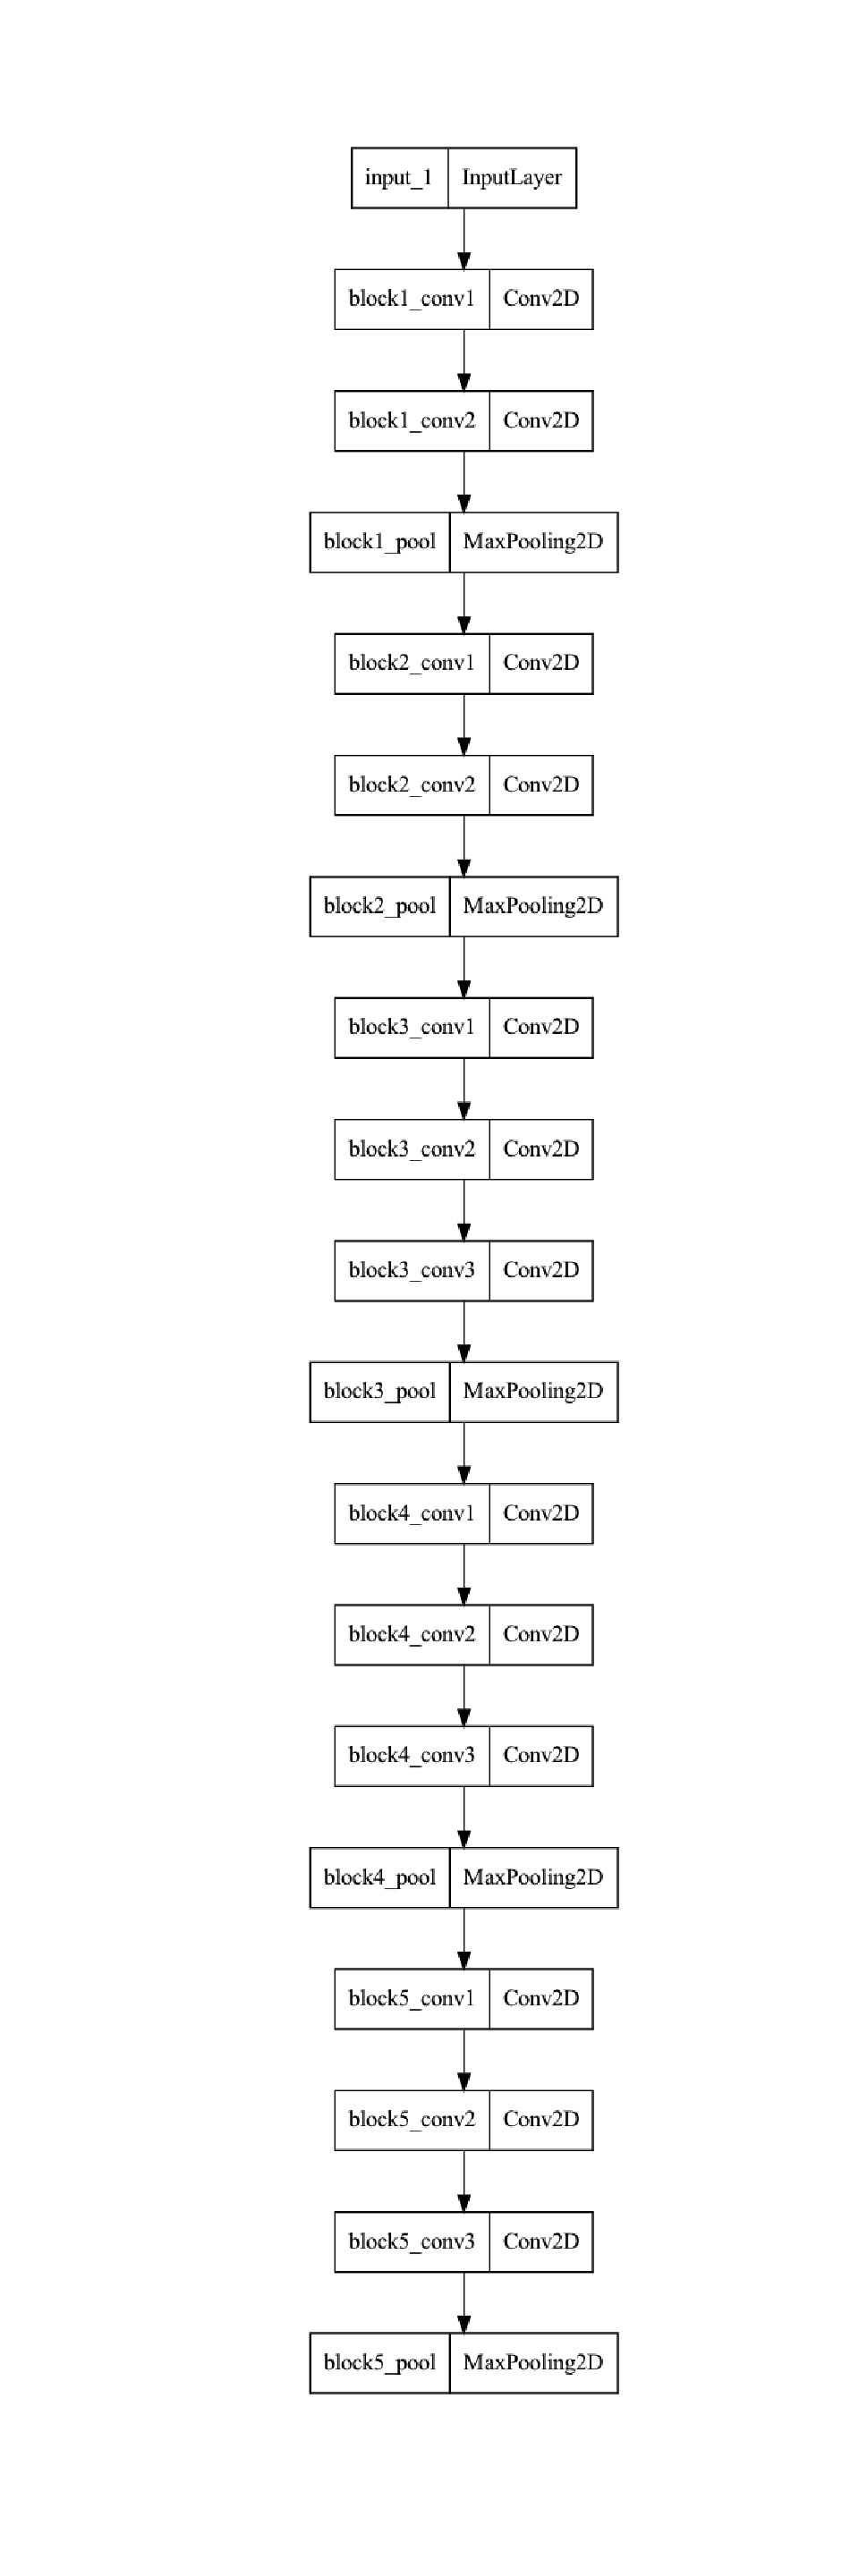 input_1 InputLayer
block1_conv1 Conv2D
block1_conv2 Conv2D
block1_pool MaxPooling2D
block2_conv1 Conv2D
block2_conv2 Conv2D
block2_pool MaxPooling2D
block3_conv1 Conv2D
block3_conv2 Conv2D
block3_conv3 Conv2D
block3_pool MaxPooling2D
block4_conv1 Conv2D
block4_conv2 Conv2D
block4_conv3 Conv2D
block4_pool MaxPooling2D
block5_conv1 Conv2D
block5_conv2 Conv2D
block5_conv3 Conv2D
block5_pool MaxPooling2D